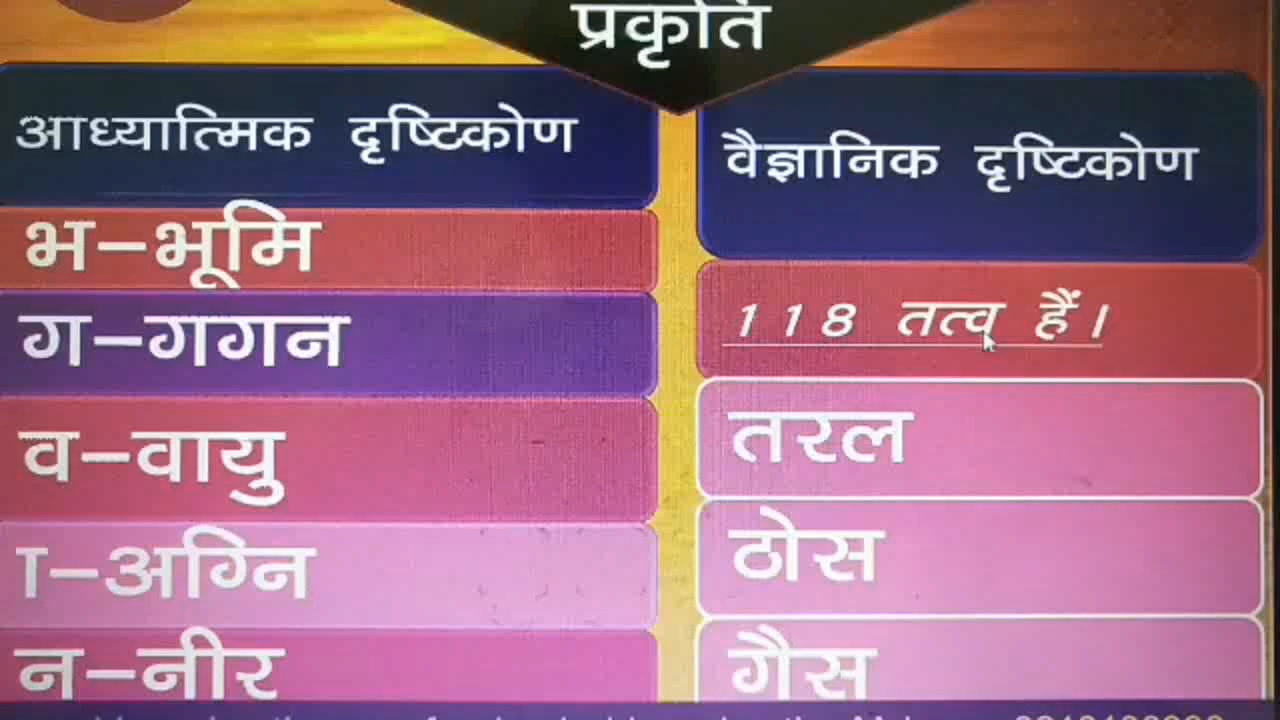 प्रकृति
आध्यात्मिक दृष्टिकोण
भ–भूमि
ग–गगन
व–वायु
ा–अग्नि
न–नीर
वैज्ञानिक दृष्टिकोण
118 तत्व हैं।
तरल
ठोस
गैस